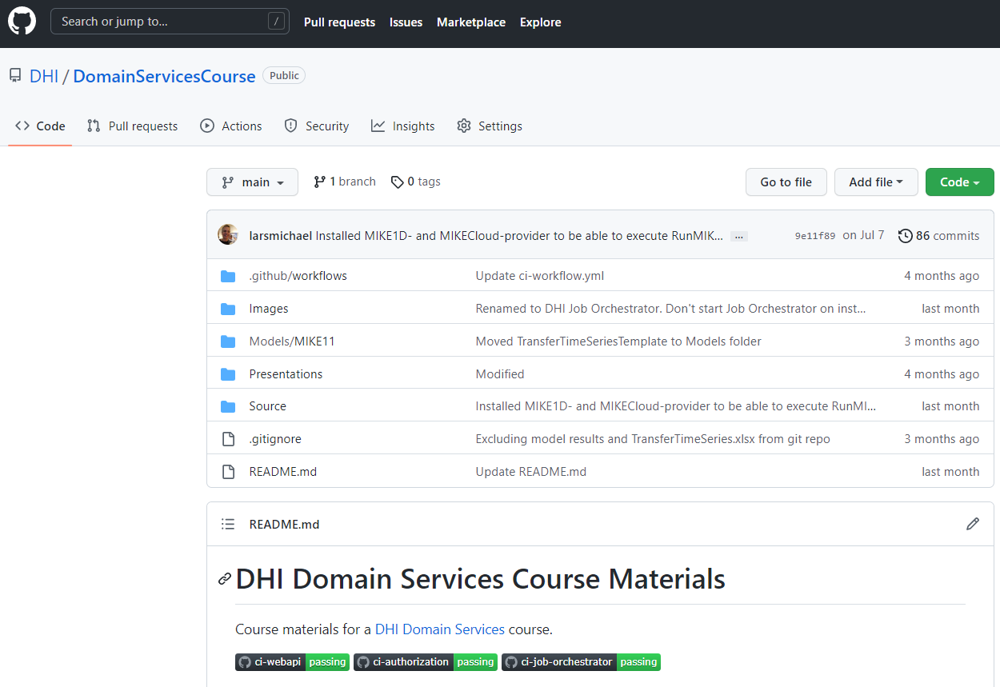 Search or jump to... / Pull requests Issues Marketplace Explore
DHI / DomainServicesCourse Public
Code Pull requests Actions Security Insights Settings
main 1 branch 0 tags Go to file Add file Code
larsmichael Installed MIKE1D- and MIKECloud-provider to be able to execute RunMIK... ... 9e11f89 on Jul 7 86 commits
.github/workflows Update ci-workflow.yml 4 months ago
Images Renamed to DHI Job Orchestrator. Don't start Job Orchestrator on inst... last month
Models/MIKE11 Moved TransferTimeSeriesTemplate to Models folder 3 months ago
Presentations Modified 4 months ago
Source Installed MIKE1D- and MIKECloud-provider to be able to execute RunMI... last month
.gitignore Excluding model results and TransferTimeSeries.xlsx from git repo 3 months ago
README.md Update README.md last month
README.md
DHI Domain Services Course Materials
Course materials for a DHI Domain Services course.
ci-webapi passing ci-authorization passing ci-job-orchestrator passing